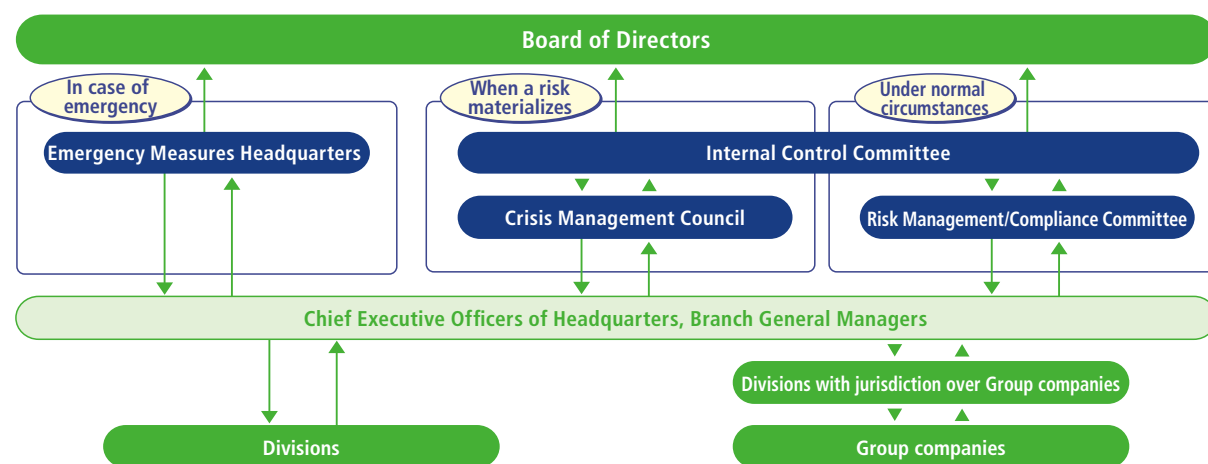 Board of Directors
In case of
emergency
When a risk
materializes
Under normal
circumstances
Emergency Measures Headquarters
Internal Control Committee
Crisis Management Council
Risk Management/Compliance Committee
Chief Executive Officers of Headquarters, Branch General Managers
Divisions with jurisdiction over Group companies
Divisions
Group companies